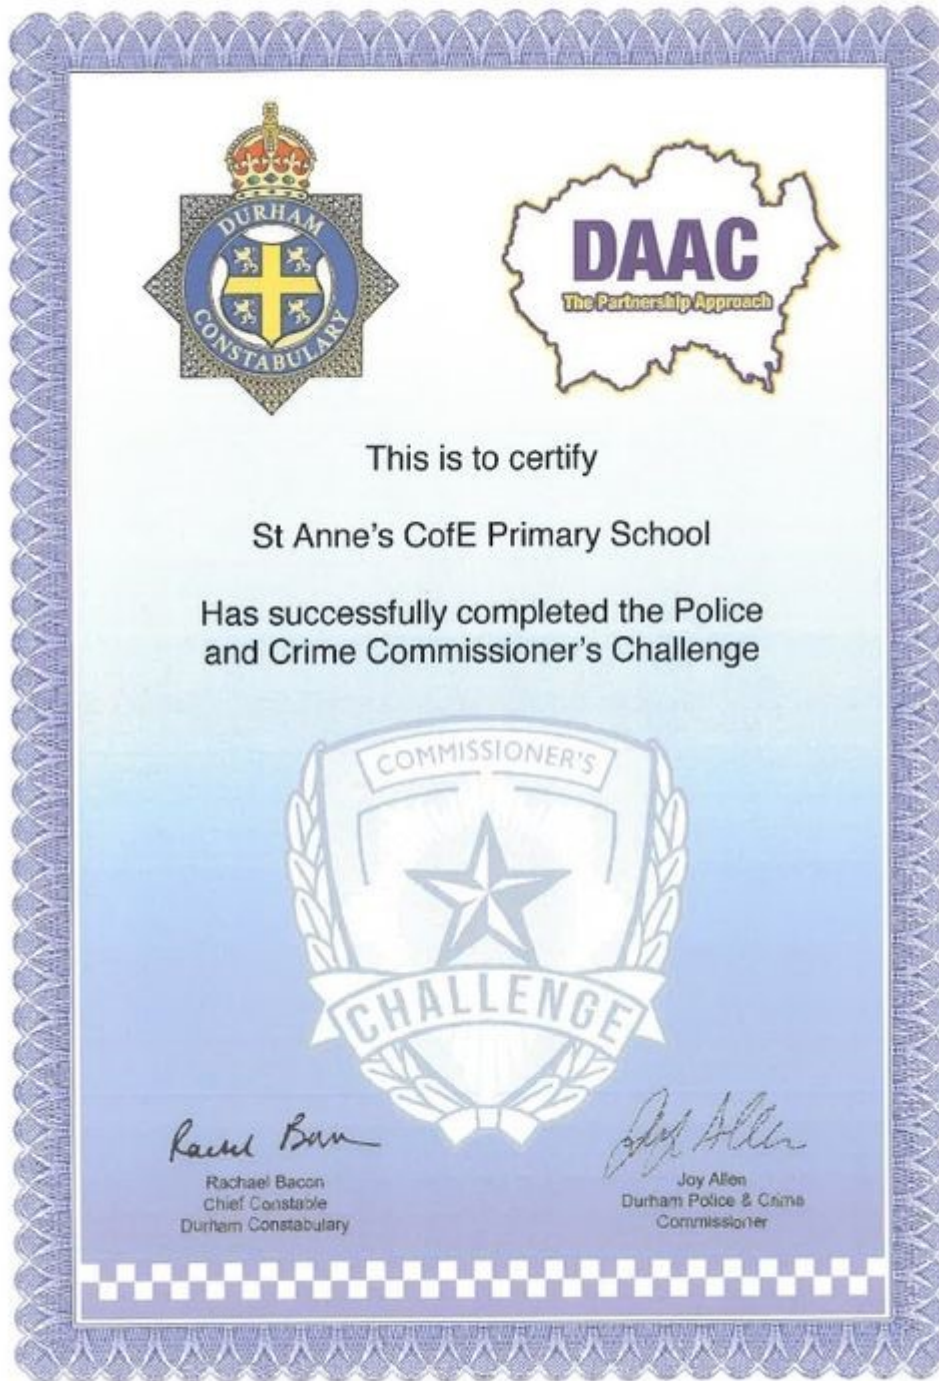 DURHAM
CONSTABULARY
DAAC
The Partnership Approach
This is to certify
St Anne's CofE Primary School
Has successfully completed the Police
and Crime Commissioner's Challenge
COMMISSIONER'S
CHALLENGE
Rachael Bacon
Chief Constable
Durham Constabulary
Joy Allen
Durham Police & Crime
Commissioner